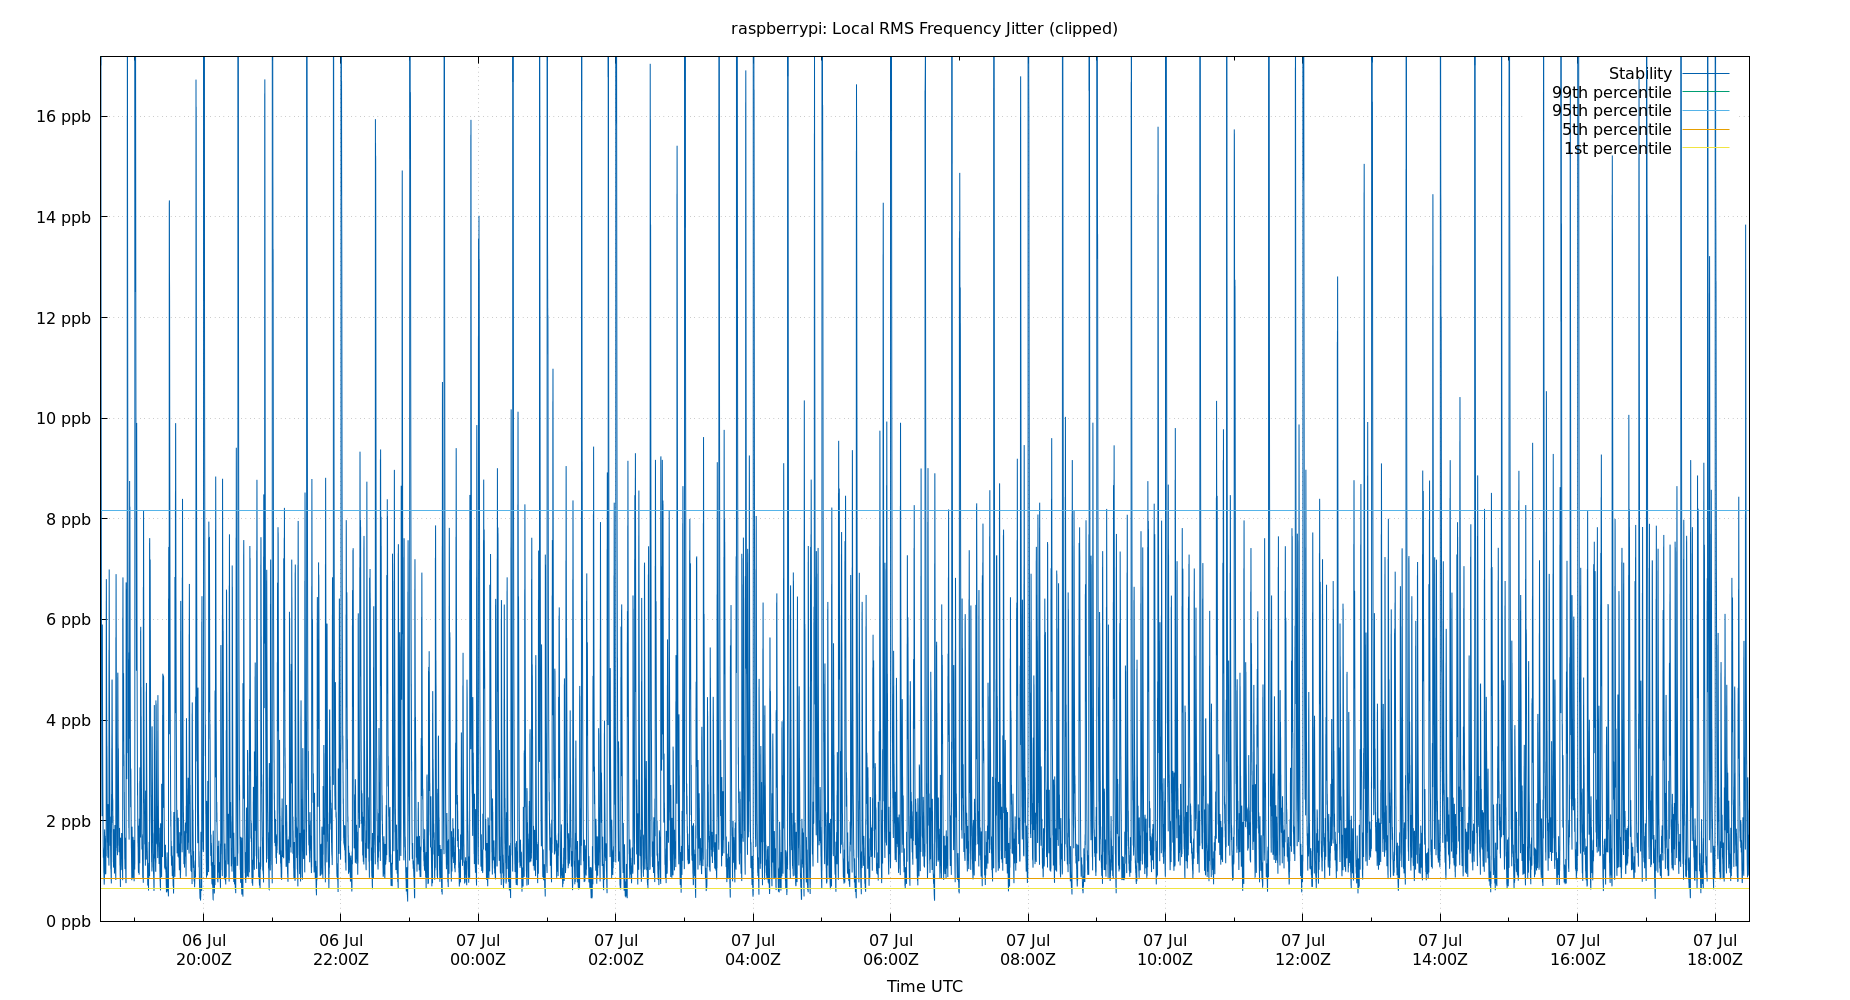 raspberrypi: Local RMS Frequency Jitter (clipped)
Stability
99th percentile
95th percentile
5th percentile
1st percentile
16 ppb
14 ppb
12 ppb
10 ppb
8 ppb
6 ppb
4 ppb
2 ppb
0 ppb
06 Jul 06 Jul 07 Jul 07 Jul 07 Jul 07 Jul 07 Jul 07 Jul 07 Jul 07 Jul 07 Jul 07 Jul
20:00Z 22:00Z 00:00Z 02:00Z 04:00Z 06:00Z 08:00Z 10:00Z 12:00Z 14:00Z 16:00Z 18:00Z
Time UTC